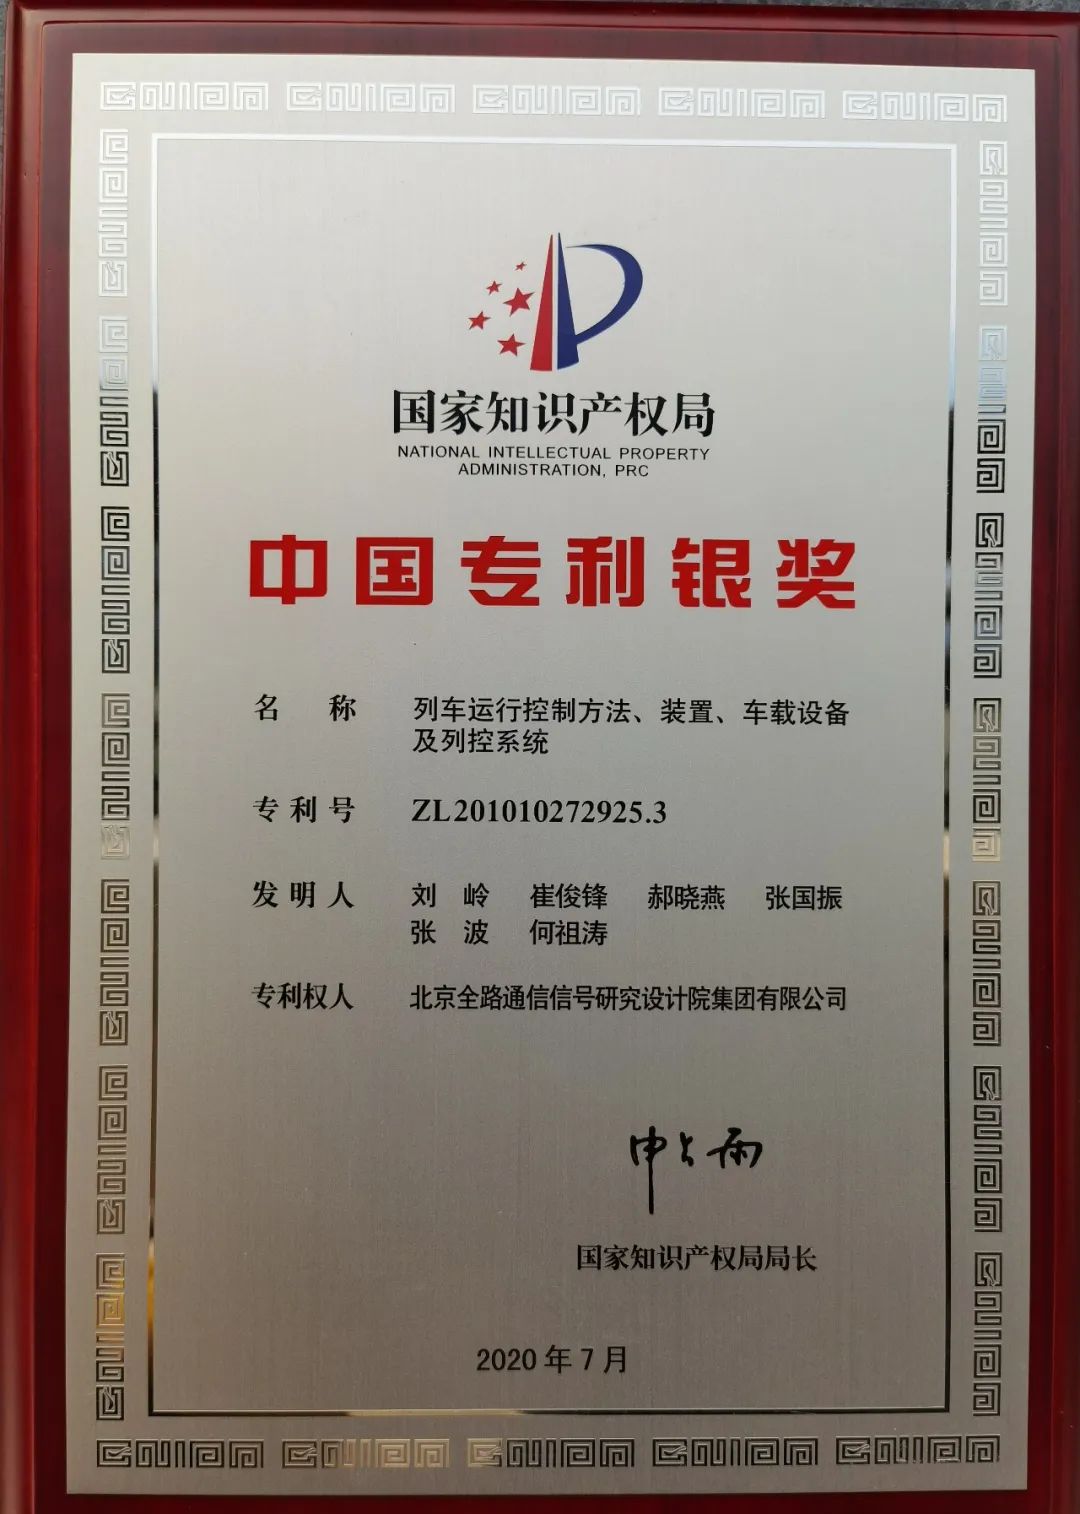 国家知识产权局
NATIONAL INTELLECTUAL PROPERTY
ADMINISTRATION, PRC
中国专利银奖
名称 列车运行控制方法、装置、车载设备
及列控系统
专利号 ZL201010272925.3
发明人 刘岭 崔俊锋 郝晓燕 张国振
张波 何祖涛
专利权人 北京全路通信信号研究设计院集团有限公司
申长雨
国家知识产权局局长
2020年7月